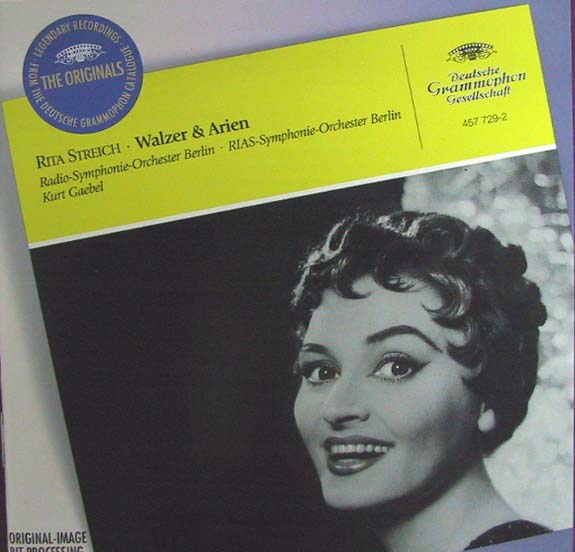 LEGENDARY RECORDINGS
THE ORIGINALS
FROM THE DEUTSCHE GRAMMOPHON CATALOGUE
Deutsche
Grammophon
Gesellschaft
457 729-2
RITA STREICH · Walzer & Arien
Radio-Symphonie-Orchester Berlin · RIAS-Symphonie-Orchester Berlin
Kurt Gaebel
ORIGINAL-IMAGE
BIT-PROCESSING